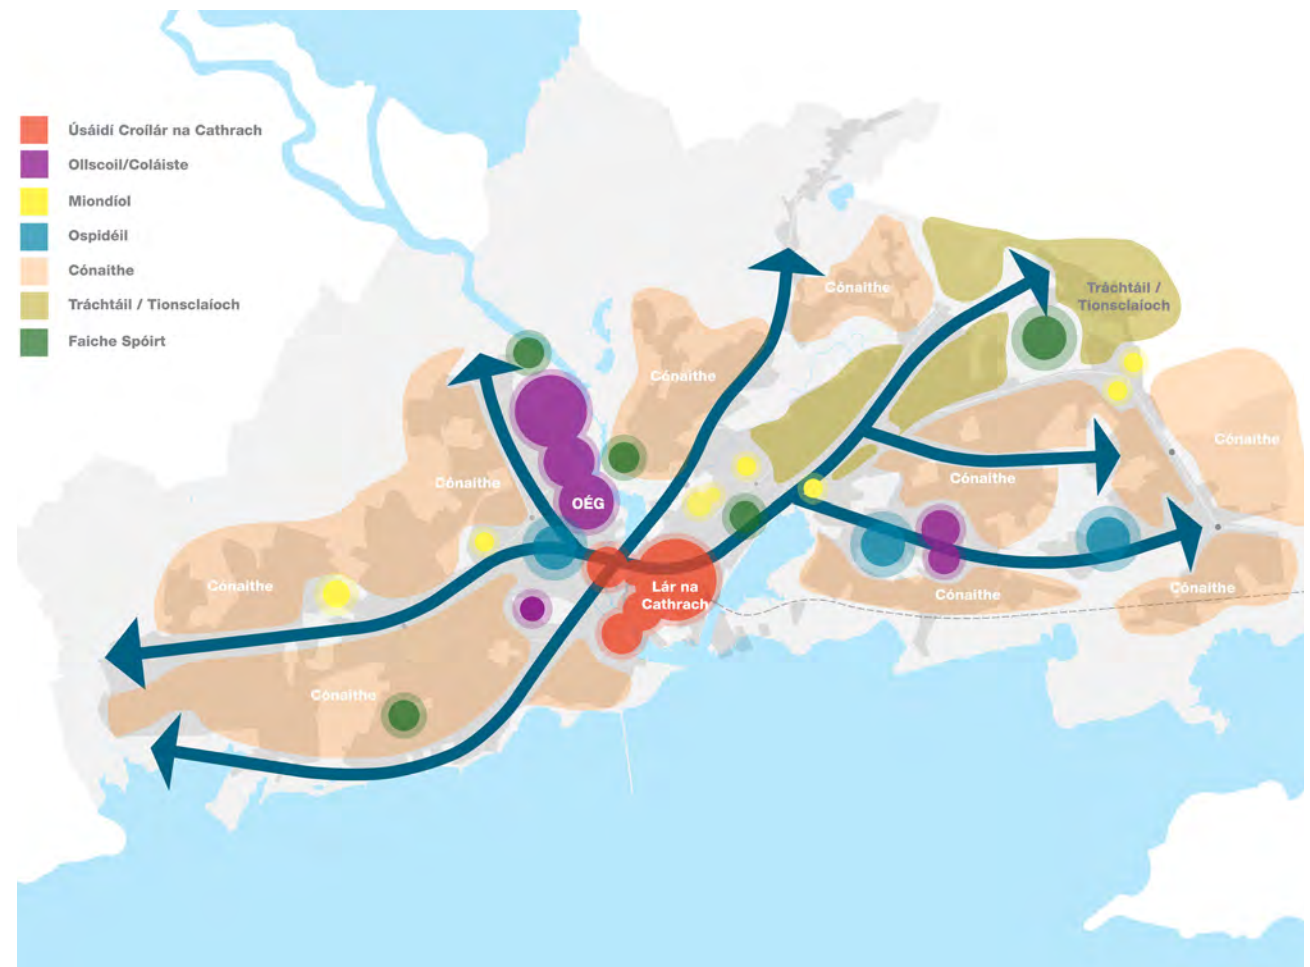 Úsáidí Croílár na Cathrach
Ollscoil/Coláiste
Miondíol
Ospidéil
Cónaithe
Tráchtáil / Tionsclaíoch
Faiche Spóirt
Cónaithe
Tráchtáil /
Tionsclaíoch
Cónaithe
Cónaithe
Cónaithe
Cónaithe
OÉG
Cónaithe
Lár na
Cathrach
Cónaithe
Cónaithe
Cónaithe